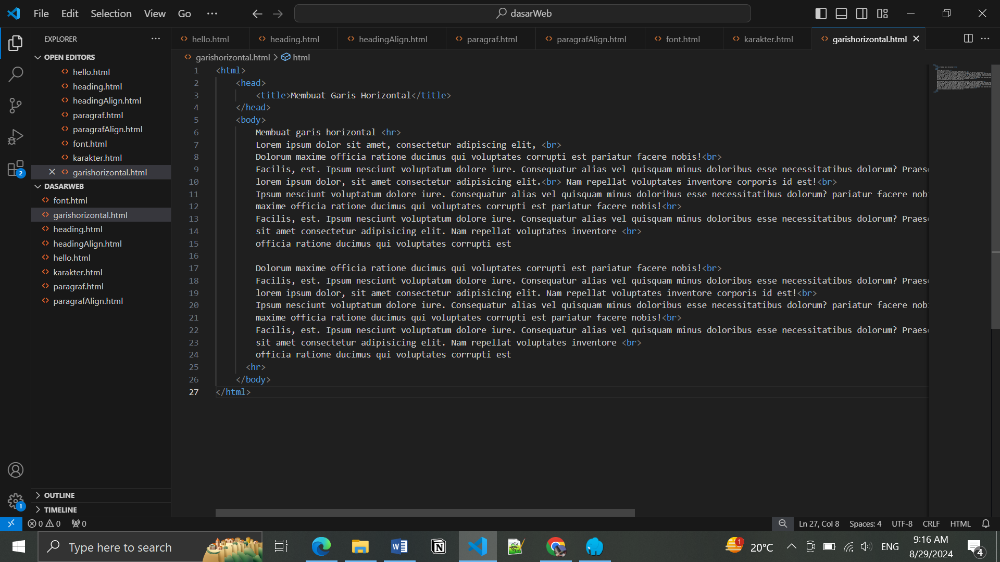 File Edit Selection View Go ··· dasarWeb
EXPLORER ···
OPEN EDITORS
hello.html
heading.html
headingAlign.html
paragraf.html
paragrafAlign.html
font.html
karakter.html
garishorizontal.html
DASARWEB
font.html
garishorizontal.html
heading.html
headingAlign.html
hello.html
karakter.html
paragraf.html
paragrafAlign.html
OUTLINE
TIMELINE
2
1
hello.html heading.html headingAlign.html paragraf.html paragrafAlign.html font.html karakter.html garishorizontal.html
garishorizontal.html > html
1 <html>
2 <head>
3 <title>Membuat Garis Horizontal</title>
4 </head>
5 <body>
6 Membuat garis horizontal <hr>
7 Lorem ipsum dolor sit amet, consectetur adipiscing elit, <br>
8 Dolorum maxime officia ratione ducimus qui voluptates corrupti est pariatur facere nobis!<br>
9 Facilis, est. Ipsum nesciunt voluptatum dolore iure. Consequatur alias vel quisquam minus doloribus esse necessitatibus dolorum? Praes
10 lorem ipsum dolor, sit amet consectetur adipisicing elit.<br> Nam repellat voluptates inventore corporis id est!<br>
11 Ipsum nesciunt voluptatum dolore iure. Consequatur alias vel quisquam minus doloribus esse necessitatibus dolorum? pariatur facere nob
12 maxime officia ratione ducimus qui voluptates corrupti est pariatur facere nobis!<br>
13 Facilis, est. Ipsum nesciunt voluptatum dolore iure. Consequatur alias vel quisquam minus doloribus esse necessitatibus dolorum? Praes
14 sit amet consectetur adipisicing elit. Nam repellat voluptates inventore <br>
15 officia ratione ducimus qui voluptates corrupti est
16
17 Dolorum maxime officia ratione ducimus qui voluptates corrupti est pariatur facere nobis!<br>
18 Facilis, est. Ipsum nesciunt voluptatum dolore iure. Consequatur alias vel quisquam minus doloribus esse necessitatibus dolorum? Praes
19 lorem ipsum dolor, sit amet consectetur adipisicing elit. Nam repellat voluptates inventore corporis id est!<br>
20 Ipsum nesciunt voluptatum dolore iure. Consequatur alias vel quisquam minus doloribus esse necessitatibus dolorum? pariatur facere nob
21 maxime officia ratione ducimus qui voluptates corrupti est pariatur facere nobis!<br>
22 Facilis, est. Ipsum nesciunt voluptatum dolore iure. Consequatur alias vel quisquam minus doloribus esse necessitatibus dolorum? Praes
23 sit amet consectetur adipisicing elit. Nam repellat voluptates inventore <br>
24 officia ratione ducimus qui voluptates corrupti est
25 <hr>
26 </body>
27 </html>
0 0 0 Ln 27, Col 8 Spaces: 4 UTF-8 CRLF HTML
Type here to search 1 20°C ENG 9:16 AM
8/29/2024 4